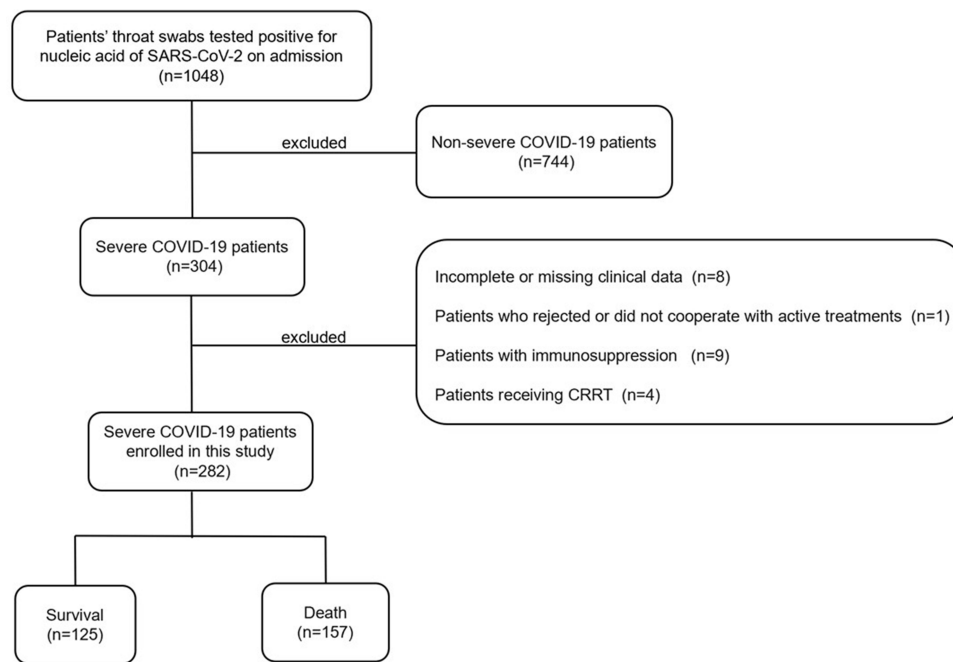 Patients’ throat swabs tested positive for
nucleic acid of SARS-CoV-2 on admission
(n=1048)
excluded
Non-severe COVID-19 patients
(n=744)
Severe COVID-19 patients
(n=304)
Incomplete or missing clinical data (n=8)
Patients who rejected or did not cooperate with active treatments (n=1)
excluded
Patients with immunosuppression (n=9)
Patients receiving CRRT (n=4)
Severe COVID-19 patients
enrolled in this study
(n=282)
Survival
(n=125)
Death
(n=157)